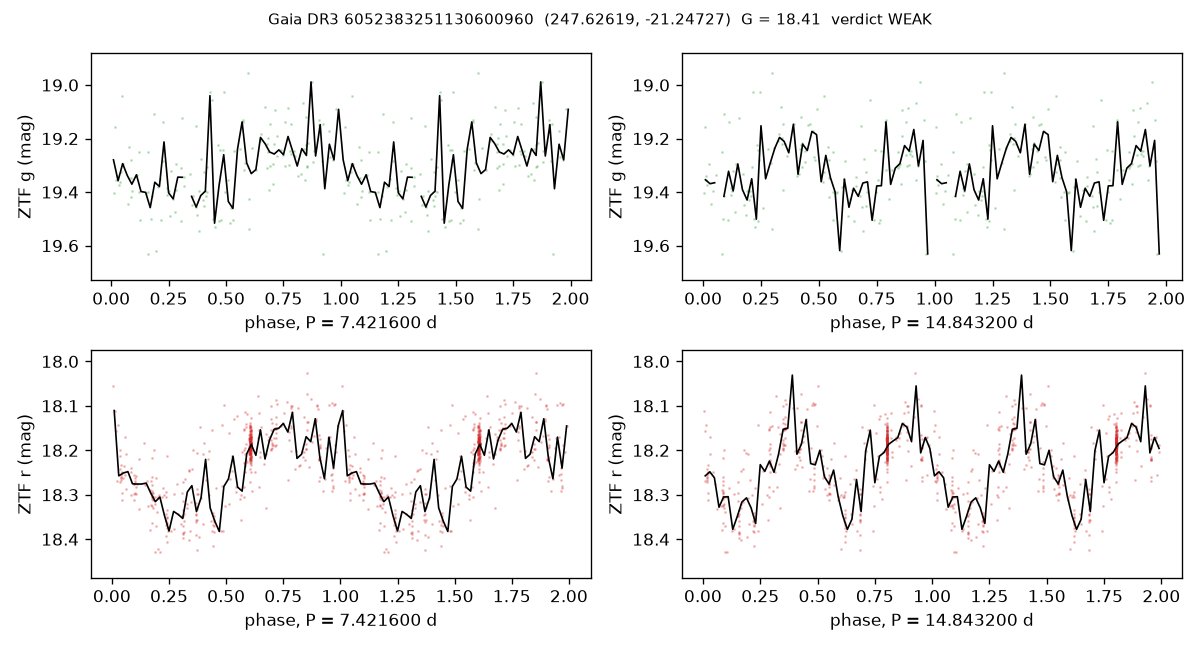 Gaia DR3 6052383251130600960 (247.62619, -21.24727) G = 18.41 verdict WEAK
ZTF g (mag)
19.0
19.2
19.4
19.6
0.00 0.25 0.50 0.75 1.00 1.25 1.50 1.75 2.00
phase, P = 7.421600 d
ZTF g (mag)
19.0
19.2
19.4
19.6
0.00 0.25 0.50 0.75 1.00 1.25 1.50 1.75 2.00
phase, P = 14.843200 d
ZTF r (mag)
18.0
18.1
18.2
18.3
18.4
0.00 0.25 0.50 0.75 1.00 1.25 1.50 1.75 2.00
phase, P = 7.421600 d
ZTF r (mag)
18.0
18.1
18.2
18.3
18.4
0.00 0.25 0.50 0.75 1.00 1.25 1.50 1.75 2.00
phase, P = 14.843200 d